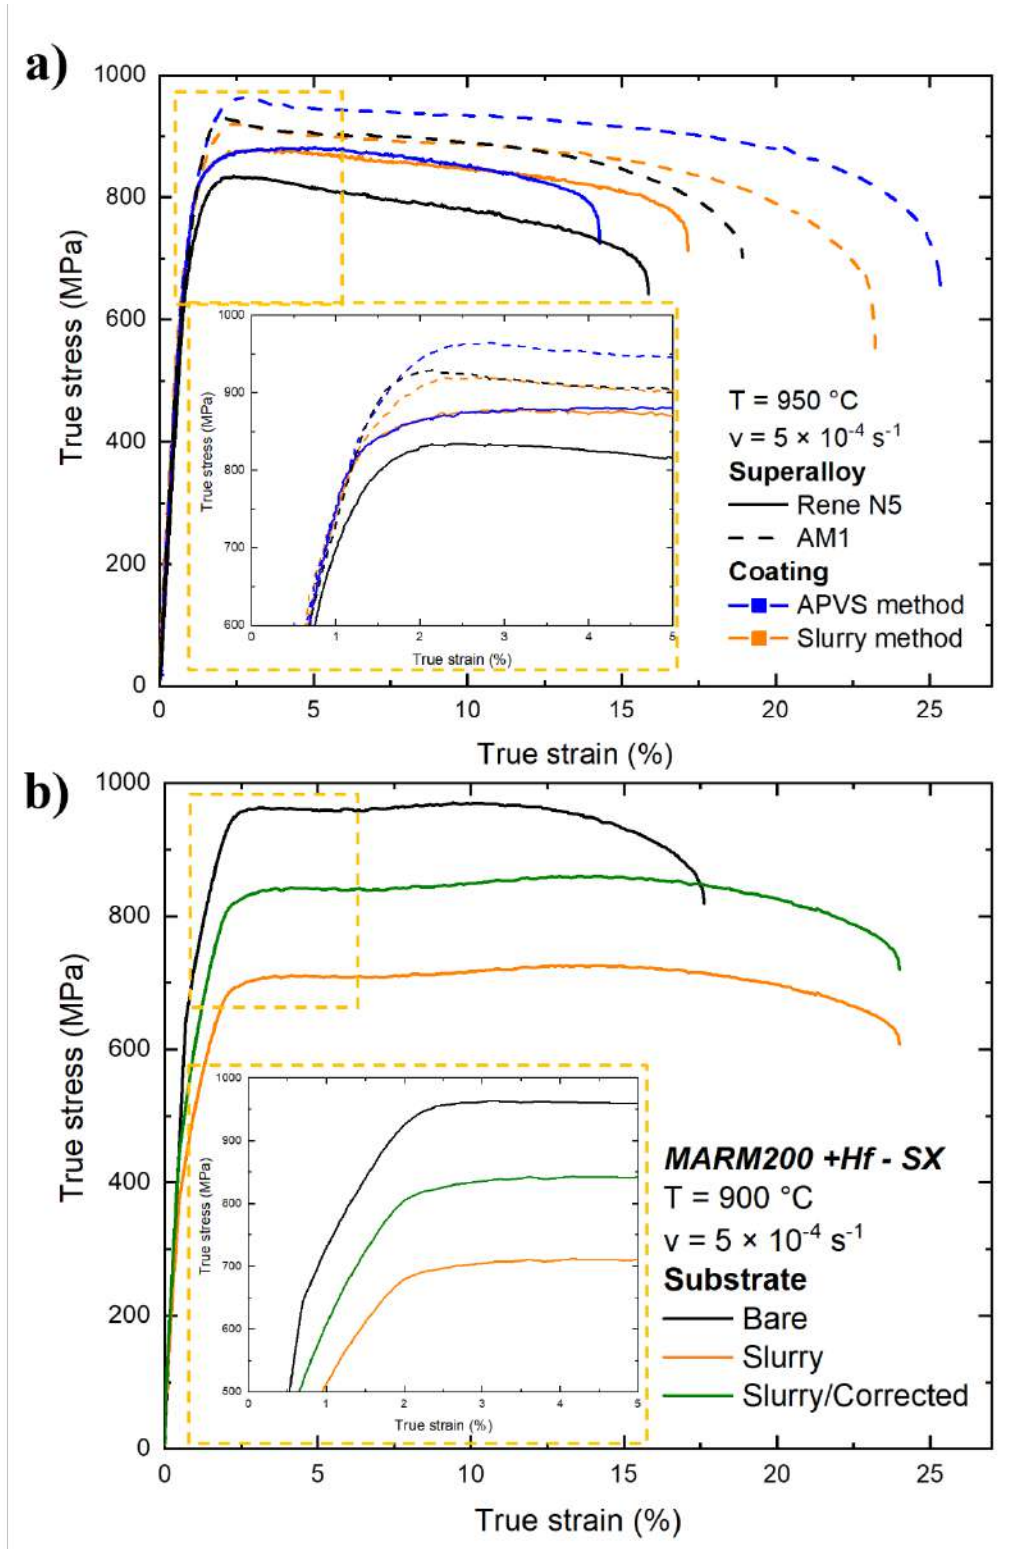 a)
1000
800
600
400
200
0
True stress (MPa)
1000
900
800
700
600
True stress (MPa)
0 1 2 3 4 5
True strain (%)
T = 950 °C
v = 5 × 10⁻⁴ s⁻¹
Superalloy
Rene N5
AM1
Coating
APVS method
Slurry method
0 5 10 15 20 25
True strain (%)
b)
1000
800
600
400
200
0
True stress (MPa)
1000
900
800
700
600
500
True stress (MPa)
0 1 2 3 4 5
True strain (%)
MARM200 +Hf - SX
T = 900 °C
v = 5 × 10⁻⁴ s⁻¹
Substrate
Bare
Slurry
Slurry/Corrected
0 5 10 15 20 25
True strain (%)